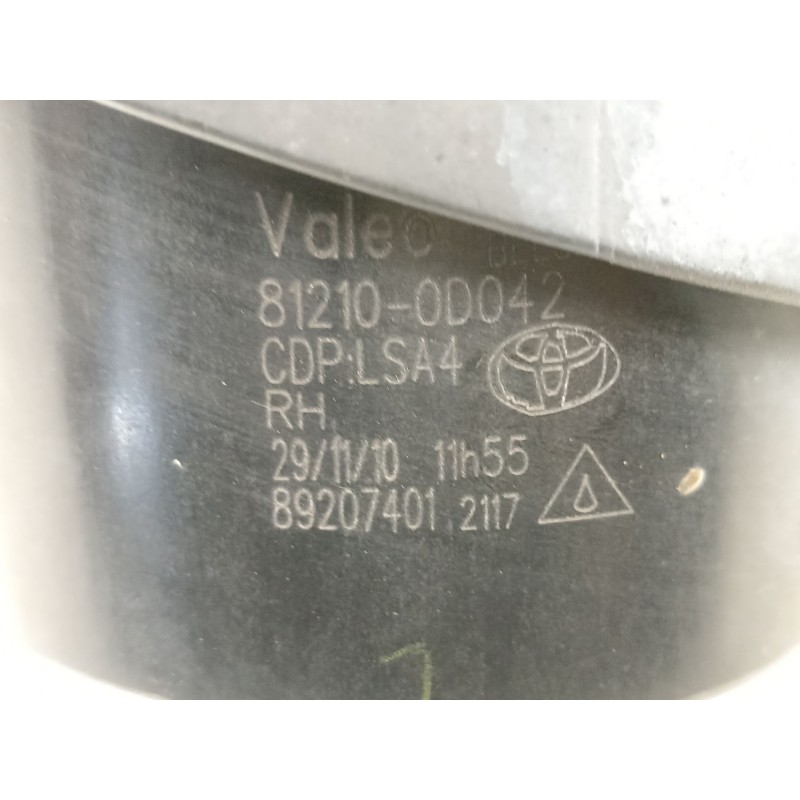 Valeo
81210-0D042
CDP:LSA4
RH
29/11/10 11h55
89207401 2117